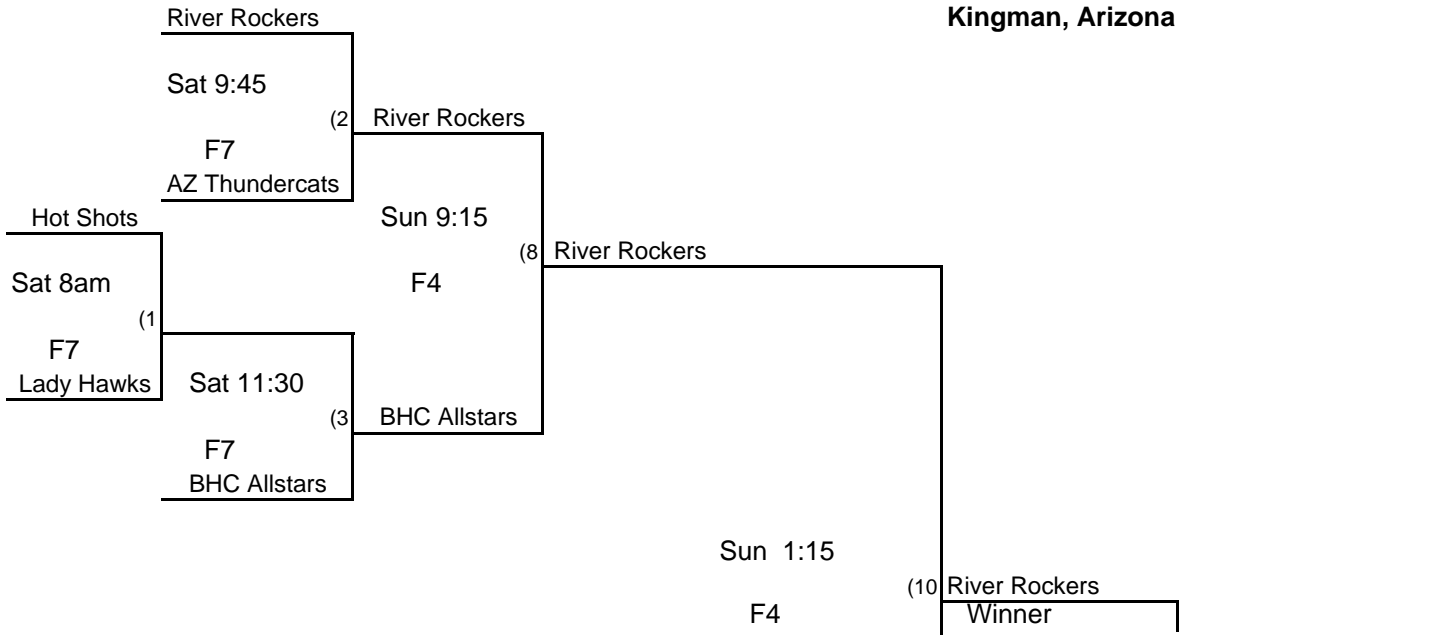 River Rockers
Kingman, Arizona
Sat 9:45
(2
River Rockers
F7
AZ Thundercats
Hot Shots
Sun 9:15
(8
River Rockers
Sat 8am
F4
(1
F7
Lady Hawks
Sat 11:30
(3
BHC Allstars
F7
BHC Allstars
Sun 1:15
(10
River Rockers
F4
Winner